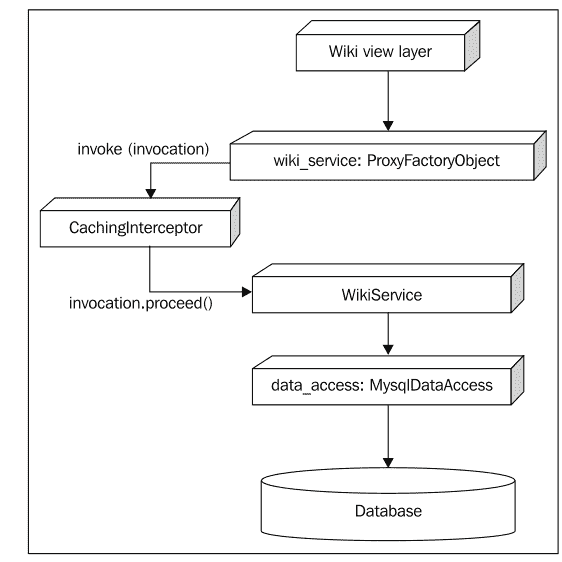 Wiki view layer
invoke (invocation)
wiki_service: ProxyFactoryObject
CachingInterceptor
invocation.proceed()
WikiService
data_access: MysqlDataAccess
Database